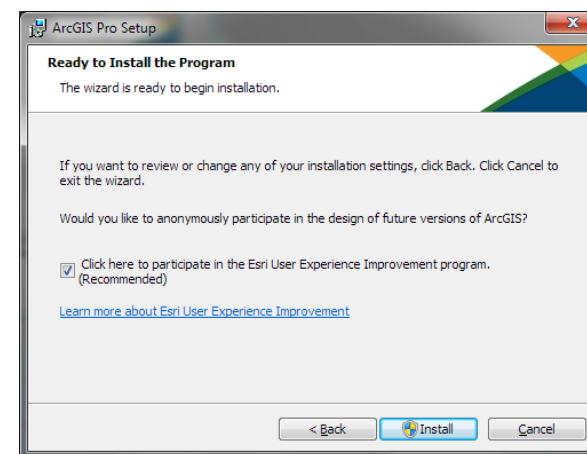 ArcGIS Pro Setup
Ready to Install the Program
The wizard is ready to begin installation.
If you want to review or change any of your installation settings, click Back. Click Cancel to
exit the wizard.
Would you like to anonymously participate in the design of future versions of ArcGIS?
Click here to participate in the Esri User Experience Improvement program.
(Recommended)
Learn more about Esri User Experience Improvement
< Back
Install
Cancel